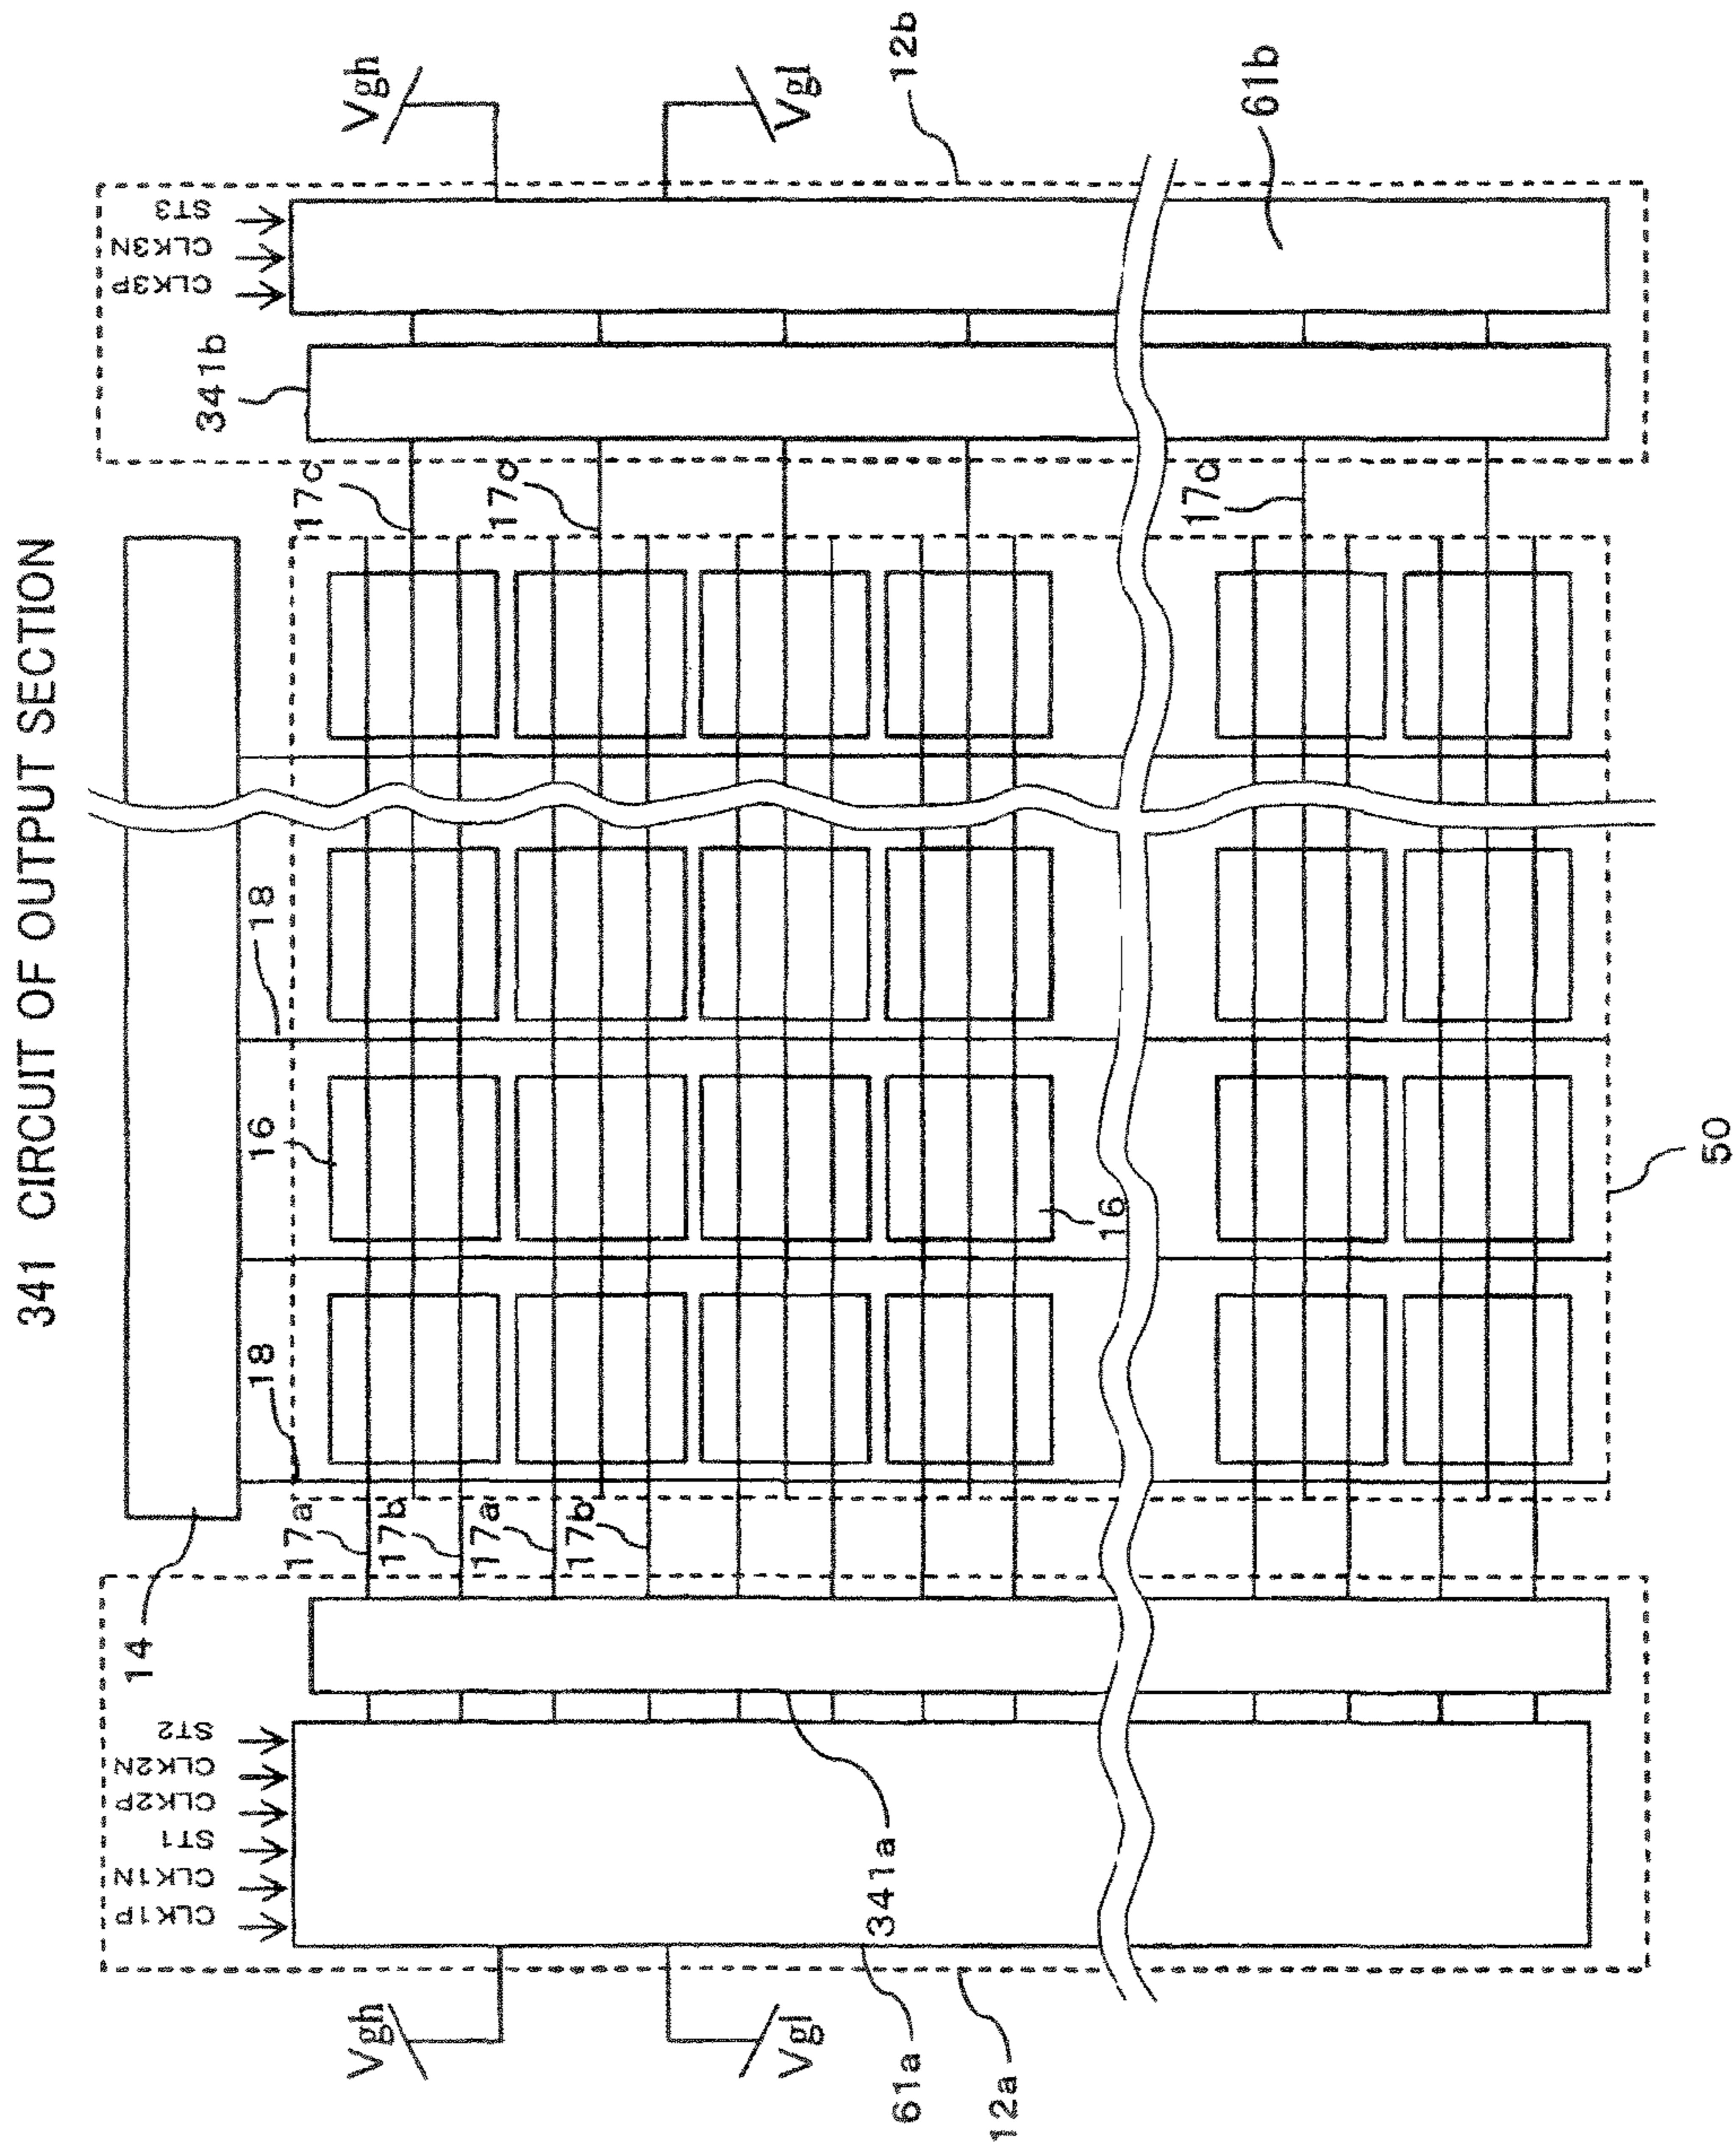 341 CIRCUIT OF OUTPUT SECTION
14
CLK1P
CLK1N
ST1
CLK2P
CLK2N
ST2
CLK3P
CLK3N
ST3
341b
18
16
18
17a
17c
Vgh
17b
Vgh
17a
17c
17b
Vgl
Vgl
341a
61a
12b
12a
16
17c
61b
50